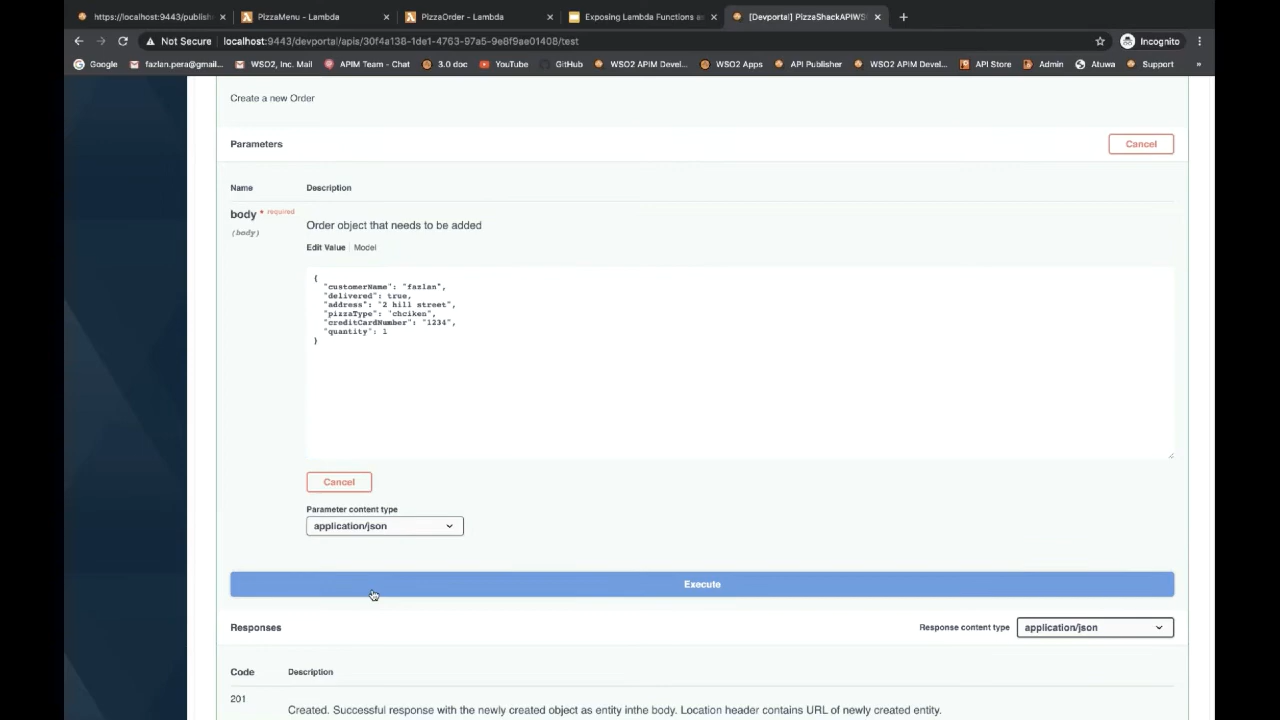 https://localhost:9443/publish
PizzaMenu - Lambda
PizzaOrder - Lambda
Exposing Lambda Functions as
[Devportal] PizzaShackAPIWS
Not Secure
localhost:9443/devportal/apis/30f4a138-1de1-4763-97a5-9e8f9ae01408/test
Incognito
Google
fazlan.pera@gmail...
WSO2, Inc. Mail
APIM Team - Chat
3.0 doc
YouTube
GitHub
WSO2 APIM Devel...
WSO2 Apps
API Publisher
WSO2 APIM Devel...
API Store
Admin
Atuwa
Support
»
Create a new Order
Parameters
Cancel
Name
Description
body * required
(body)
Order object that needs to be added
Edit Value | Model
{
"customerName": "fazlan",
"delivered": true,
"address": "2 hill street",
"pizzaType": "chciken",
"creditCardNumber": "1234",
"quantity": 1
}
Cancel
Parameter content type
application/json
Execute
Responses
Response content type
application/json
Code
Description
201
Created. Successful response with the newly created object as entity inthe body. Location header contains URL of newly created entity.